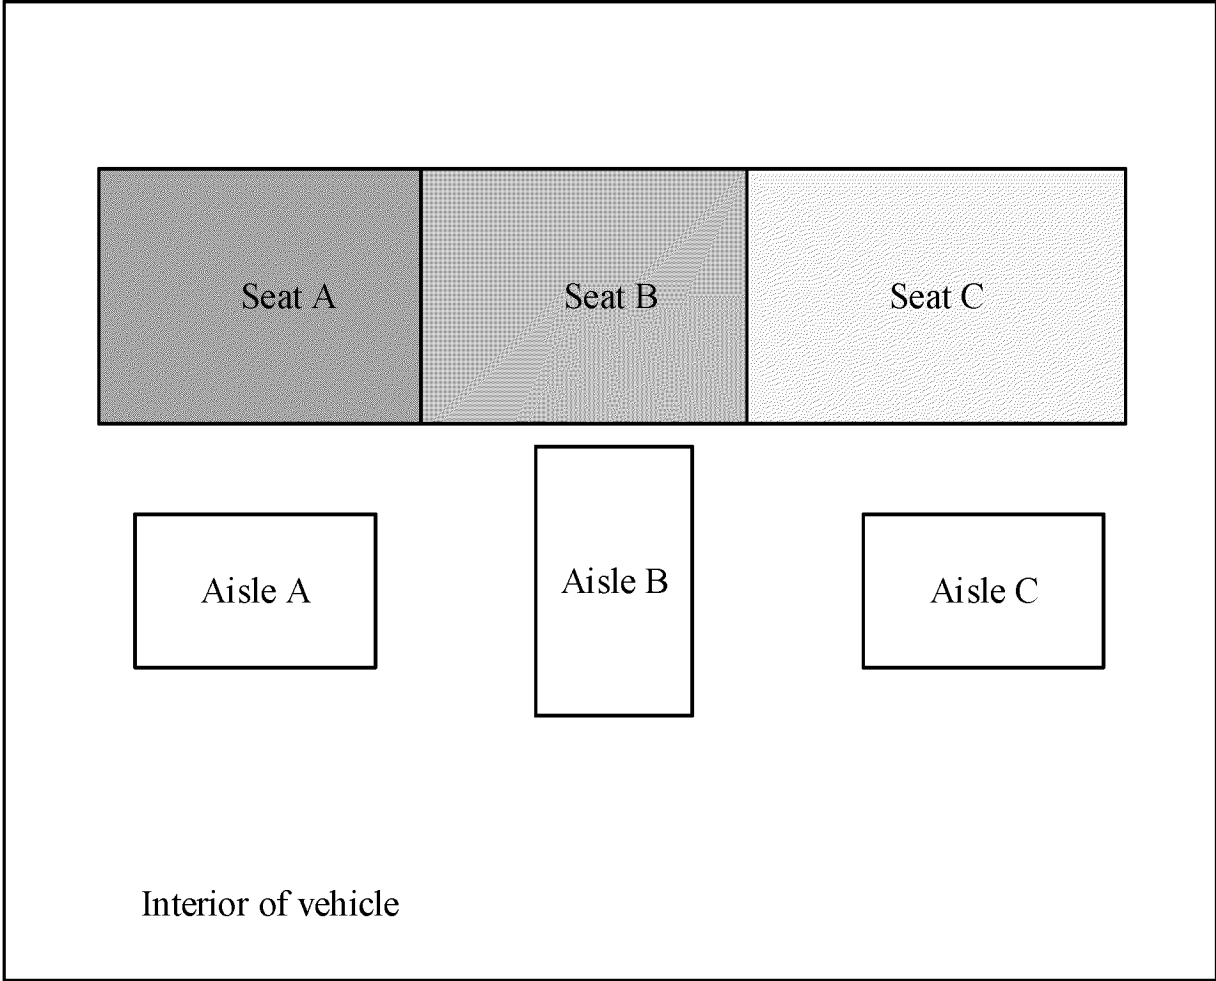 Seat A
Seat B
Seat C
Aisle A
Aisle B
Aisle C
Interior of vehicle